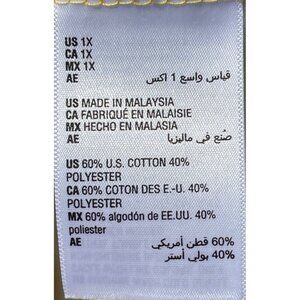 US 1X
CA 1X
MX 1X
AE قياس واسع 1 اكس
US MADE IN MALAYSIA
CA FABRIQUÉ EN MALAISIE
MX HECHO EN MALASIA
AE صُنع في ماليزيا
US 60% U.S. COTTON 40%
POLYESTER
CA 60% COTON DES E.-U. 40%
POLYESTER
MX 60% algodón de EE.UU. 40%
poliester
AE 60% قطن أمريكي
40% بولي أستر